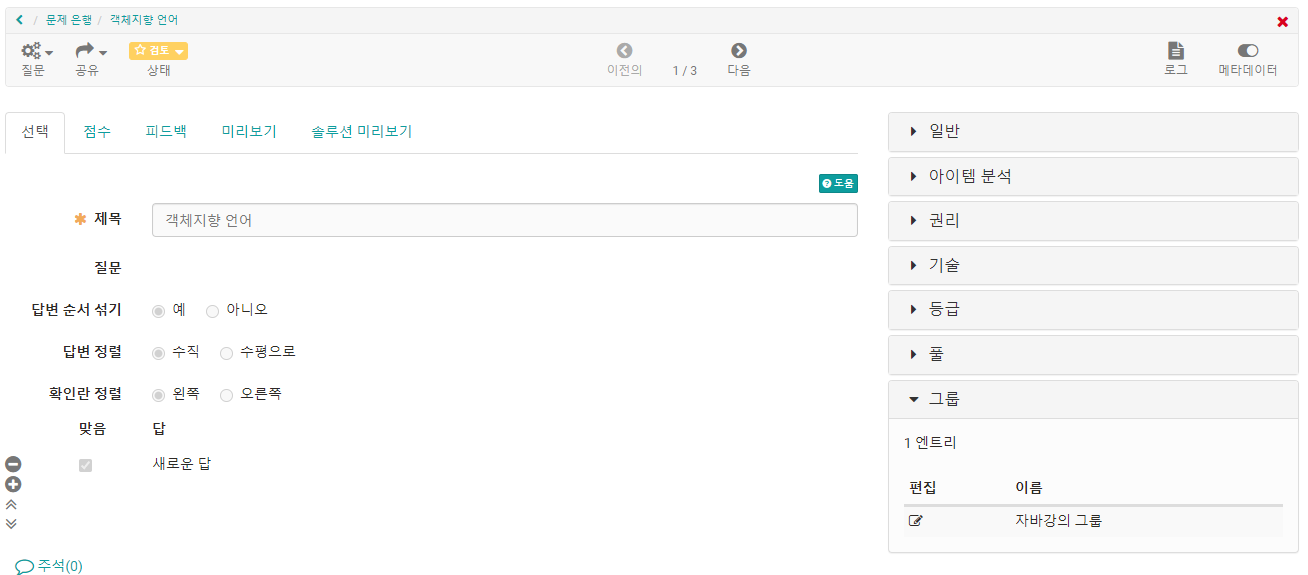 / 문제 은행 / 객체지향 언어
질문 공유 검토 상태 이전의 1 / 3 다음 로그 메타데이터
선택 점수 피드백 미리보기 솔루션 미리보기
도움
제목 객체지향 언어
질문
답변 순서 섞기 예 아니오
답변 정렬 수직 수평으로
확인란 정렬 왼쪽 오른쪽
맞음 답
새로운 답
주석(0)
일반
아이템 분석
권리
기술
등급
풀
그룹
1 엔트리
편집 이름
자바강의 그룹